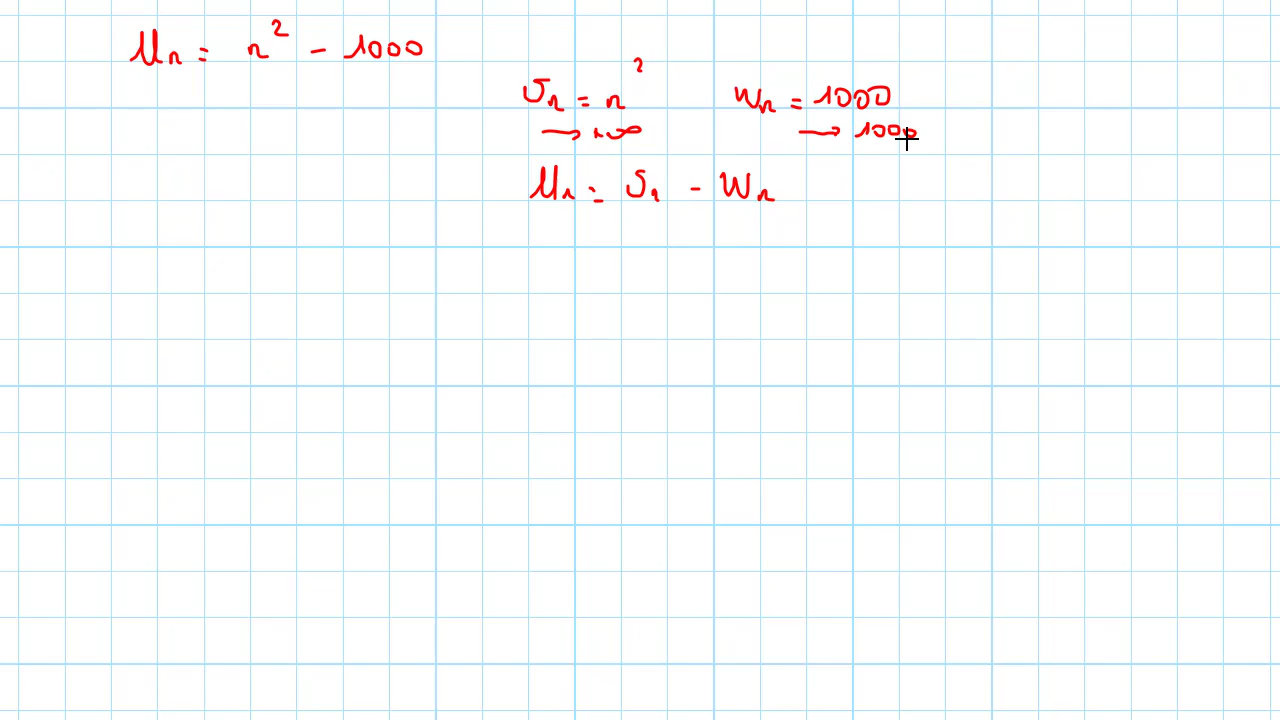 Uₙ = n² - 1000
Vₙ = n² Wₙ = 1000
→ +∞ → 1000
Uₙ = Vₙ - Wₙ